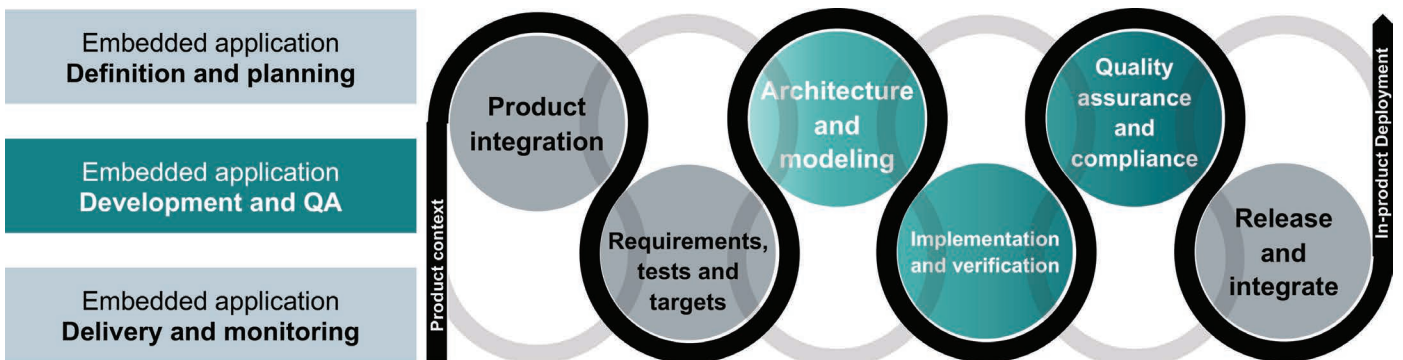 Embedded application
Definition and planning
Embedded application
Development and QA
Embedded application
Delivery and monitoring
Product context
Product
integration
Requirements,
tests and
targets
Architecture
and
modeling
Implementation
and verification
Quality
assurance
and
compliance
Release
and
integrate
In-product Deployment